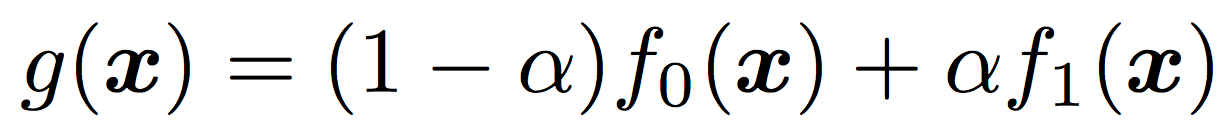 g(𝒙) = (1 − α)f₀(𝒙) + αf₁(𝒙)